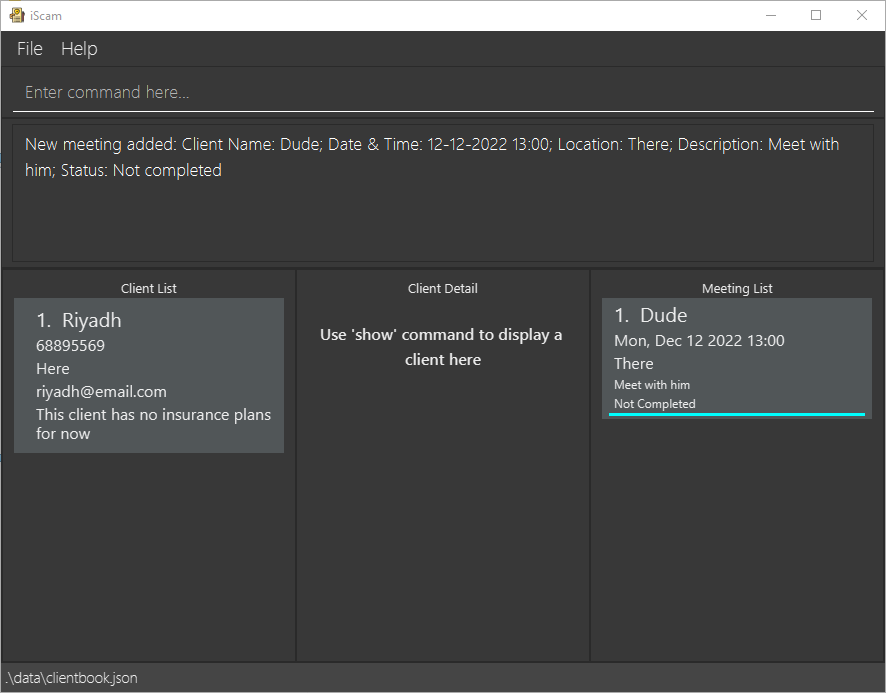 iScam
File Help
Enter command here...
New meeting added: Client Name: Dude; Date & Time: 12-12-2022 13:00; Location: There; Description: Meet with
him; Status: Not completed
Client List
1. Riyadh
68895569
Here
riyadh@email.com
This client has no insurance plans
for now
Client Detail
Use 'show' command to display a
client here
Meeting List
1. Dude
Mon, Dec 12 2022 13:00
There
Meet with him
Not Completed
.\data\clientbook.json